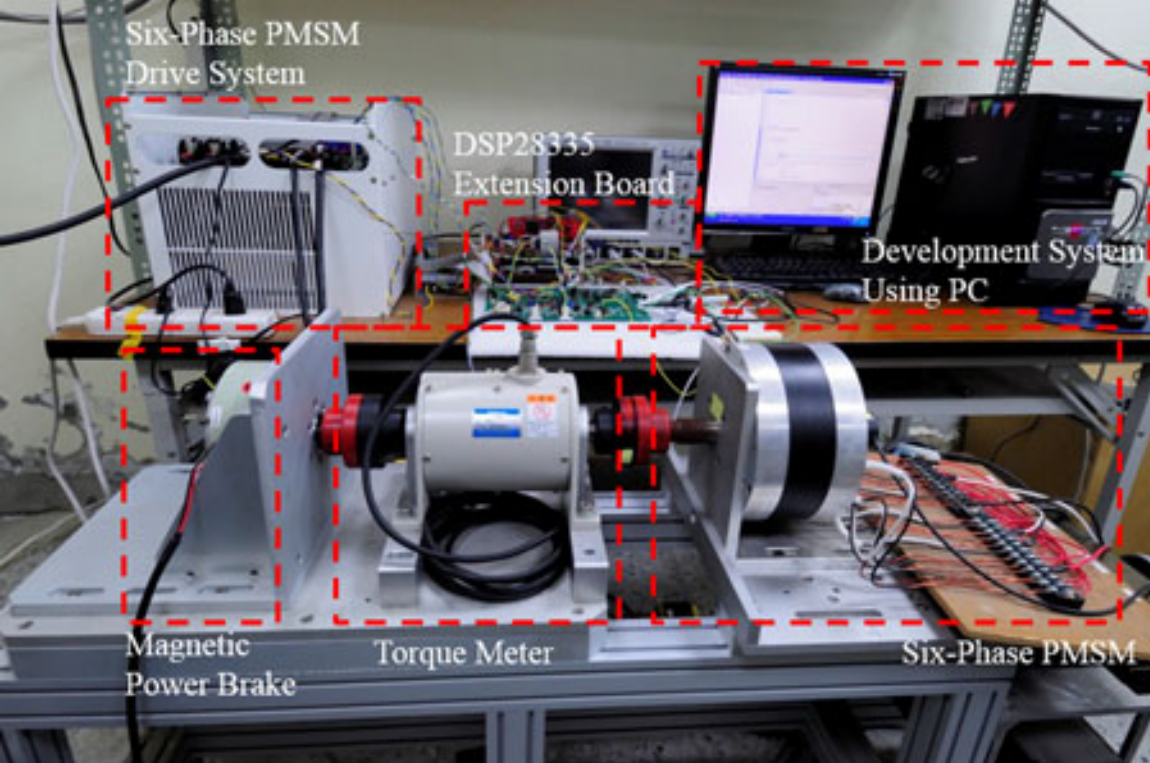 Six-Phase PMSM
Drive System
DSP28335
Extension Board
Development System
Using PC
Magnetic
Power Brake
Torque Meter
Six-Phase PMSM